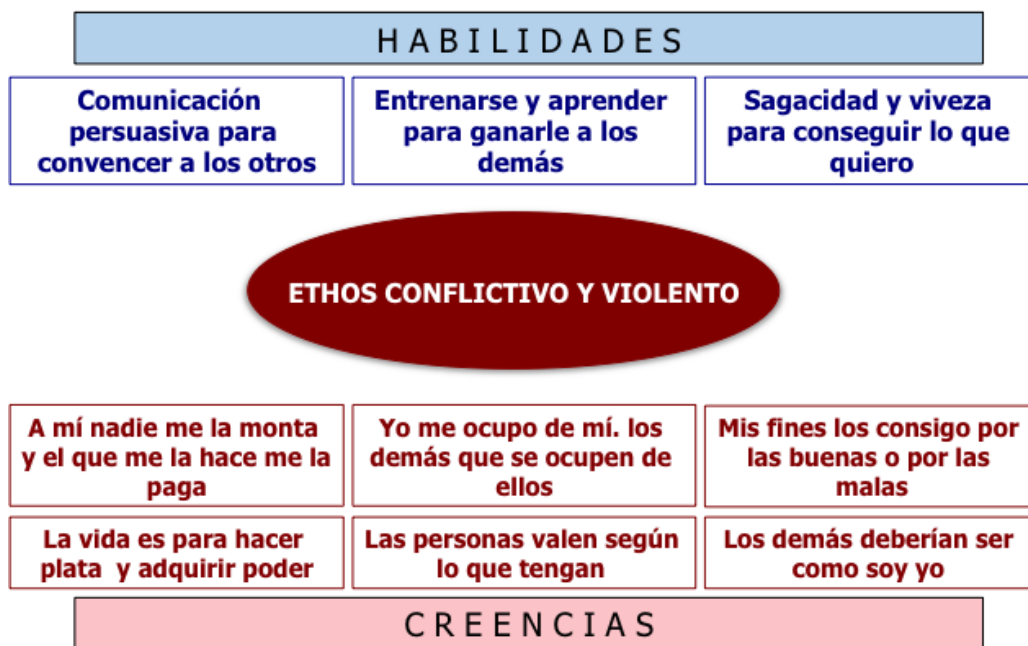 HABILIDADES
Comunicación
persuasiva para
convencer a los otros
Entrenarse y aprender
para ganarle a los
demás
Sagacidad y viveza
para conseguir lo que
quiero
ETHOS CONFLICTIVO Y VIOLENTO
A mí nadie me la monta
y el que me la hace me la
paga
Yo me ocupo de mí. los
demás que se ocupen de
ellos
Mis fines los consigo por
las buenas o por las
malas
La vida es para hacer
plata y adquirir poder
Las personas valen según
lo que tengan
Los demás deberían ser
como soy yo
CREENCIAS